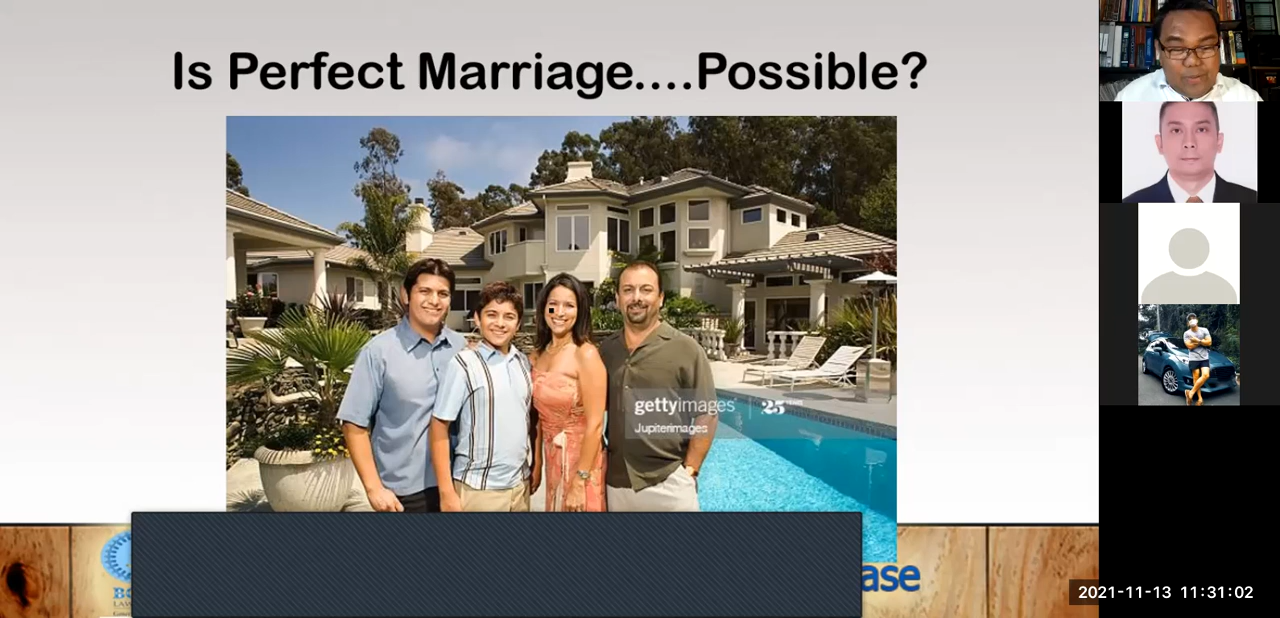 Is Perfect Marriage....Possible?
gettyimages
25
Jupiterimages
ase
2021-11-13 11:31:02